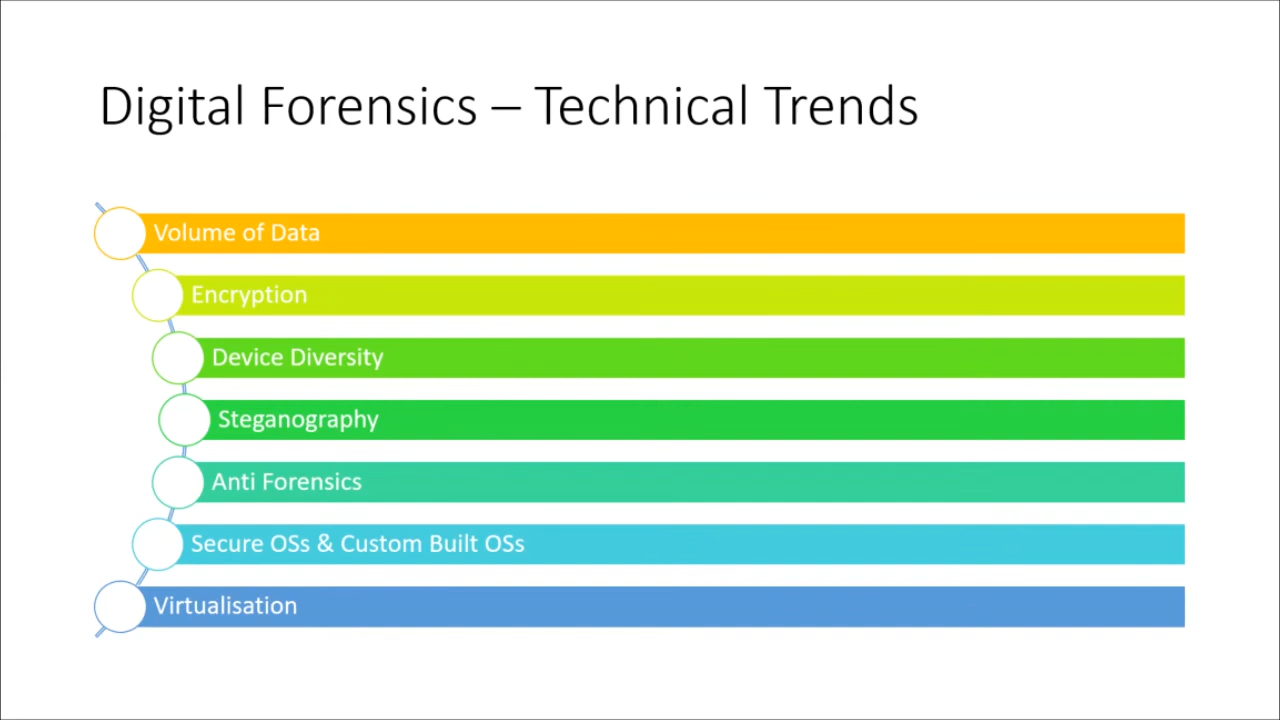 Digital Forensics – Technical Trends
Volume of Data
Encryption
Device Diversity
Steganography
Anti Forensics
Secure OSs & Custom Built OSs
Virtualisation